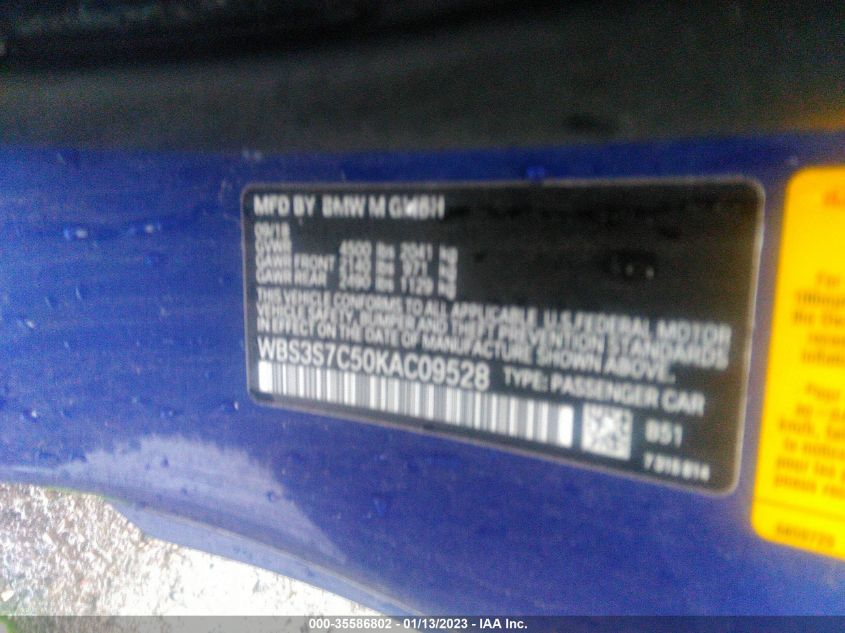 MFD BY BMW M GMBH
09/18
GVWR 4500 lbs 2041 kg
GAWR FRONT 2140 lbs 971 kg
GAWR REAR 2490 lbs 1129 kg
THIS VEHICLE CONFORMS TO ALL APPLICABLE U.S. FEDERAL MOTOR
VEHICLE SAFETY, BUMPER AND THEFT PREVENTION STANDARDS
IN EFFECT ON THE DATE OF MANUFACTURE SHOWN ABOVE.
WBS3S7C50KAC09528 TYPE: PASSENGER CAR
B51
000-35586802 - 01/13/2023 - IAA Inc.